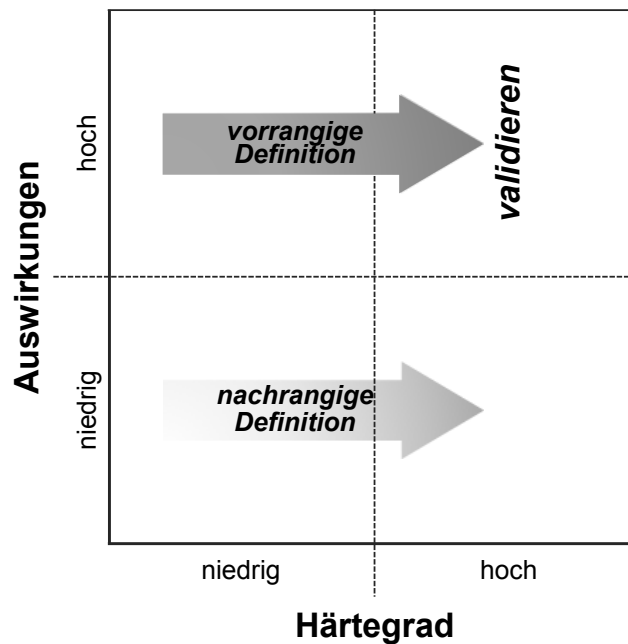 Auswirkungen
hoch
niedrig
vorrangige
Definition
validieren
nachrangige
Definition
niedrig
hoch
Härtegrad